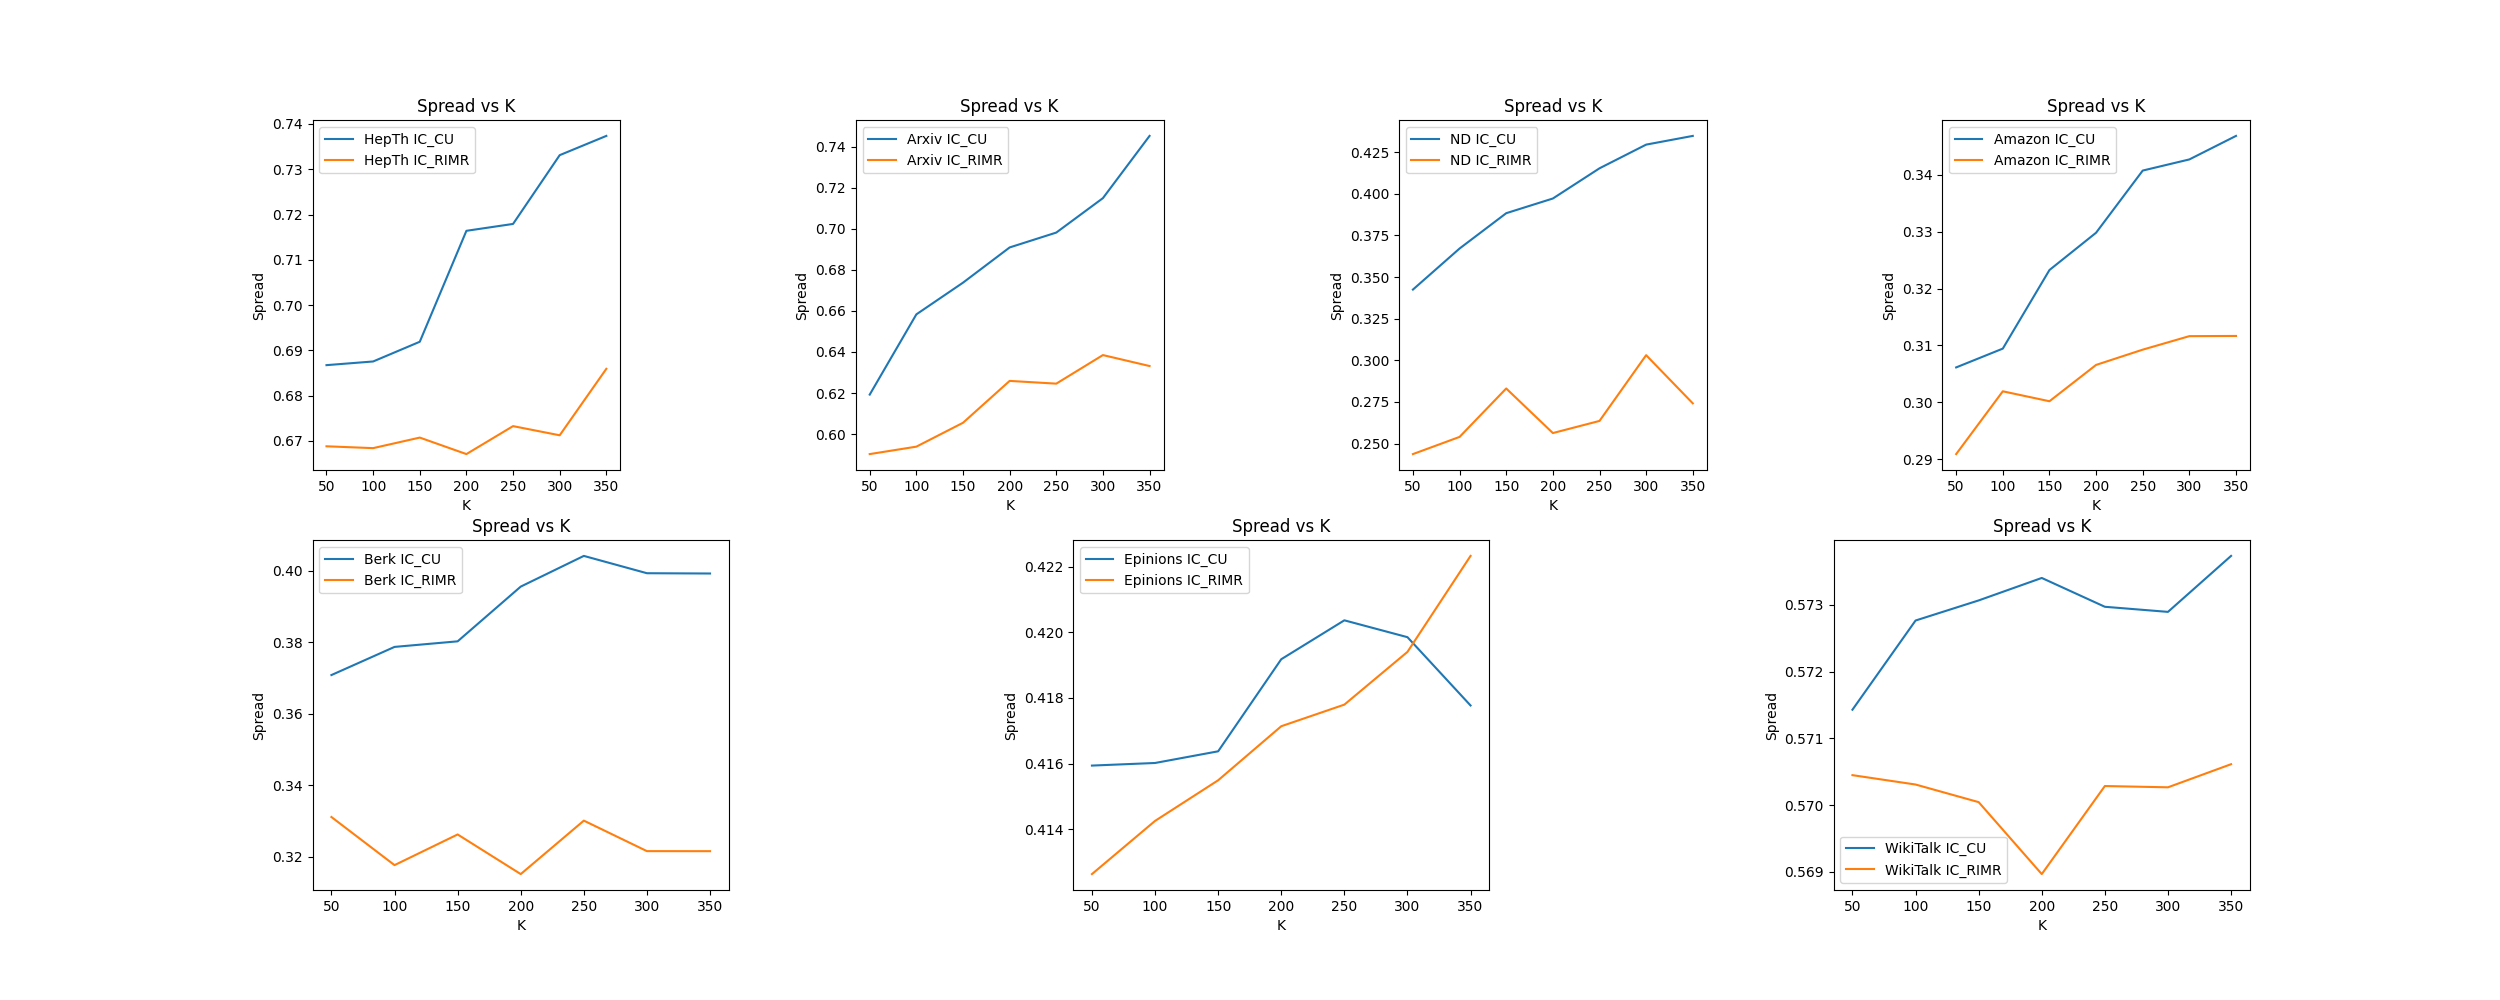 Spread vs K
HepTh IC_CU
HepTh IC_RIMR
0.74
0.73
0.72
0.71
0.70
0.69
0.68
0.67
Spread
50 100 150 200 250 300 350
K
Spread vs K
Arxiv IC_CU
Arxiv IC_RIMR
0.74
0.72
0.70
0.68
0.66
0.64
0.62
0.60
Spread
50 100 150 200 250 300 350
K
Spread vs K
ND IC_CU
ND IC_RIMR
0.425
0.400
0.375
0.350
0.325
0.300
0.275
0.250
Spread
50 100 150 200 250 300 350
K
Spread vs K
Amazon IC_CU
Amazon IC_RIMR
0.34
0.33
0.32
0.31
0.30
0.29
Spread
50 100 150 200 250 300 350
K
Spread vs K
Berk IC_CU
Berk IC_RIMR
0.40
0.38
0.36
0.34
0.32
Spread
50 100 150 200 250 300 350
K
Spread vs K
Epinions IC_CU
Epinions IC_RIMR
0.422
0.420
0.418
0.416
0.414
Spread
50 100 150 200 250 300 350
K
Spread vs K
0.573
0.572
0.571
0.570
0.569
Spread
WikiTalk IC_CU
WikiTalk IC_RIMR
50 100 150 200 250 300 350
K